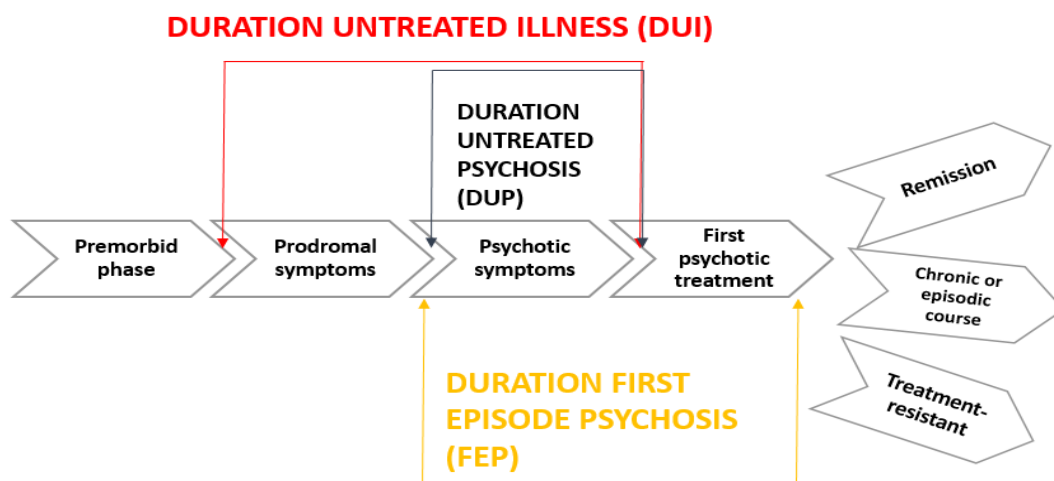 DURATION UNTREATED ILLNESS (DUI)
DURATION
UNTREATED
PSYCHOSIS
(DUP)
Premorbid
phase
Prodromal
symptoms
Psychotic
symptoms
First
psychotic
treatment
Remission
Chronic or
episodic
course
Treatment-
resistant
DURATION FIRST
EPISODE PSYCHOSIS
(FEP)